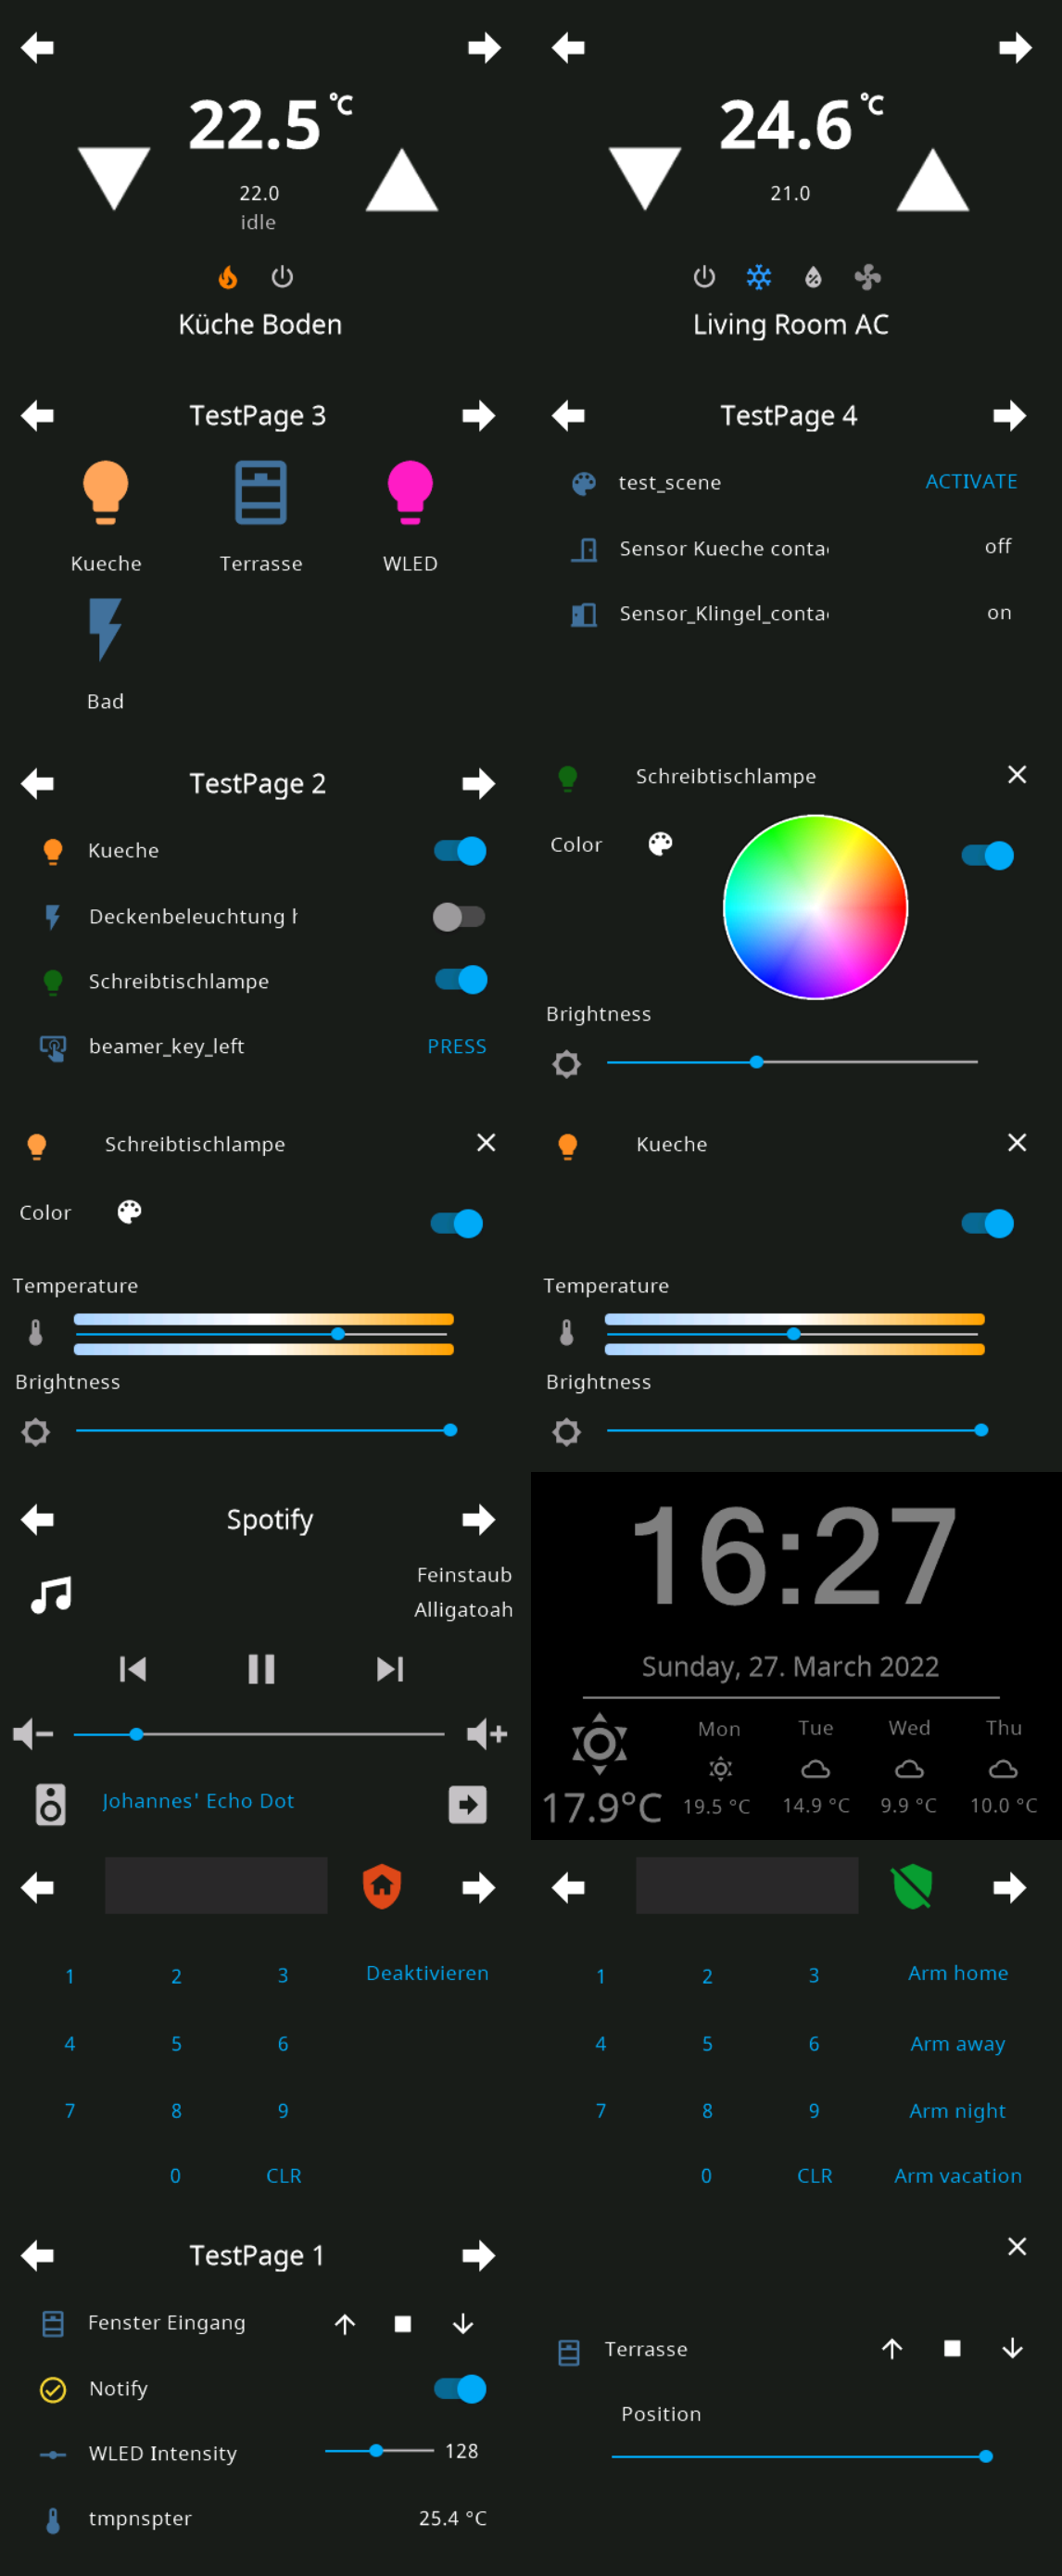 22.5 °C
22.0
idle
Küche Boden
24.6 °C
21.0
Living Room AC
TestPage 3
Kueche Terrasse WLED
Bad
TestPage 4
test_scene ACTIVATE
Sensor Kueche conta off
Sensor_Klingel_conta on
TestPage 2
Kueche
Deckenbeleuchtung
Schreibtischlampe
beamer_key_left PRESS
Schreibtischlampe
Color
Brightness
Schreibtischlampe
Color
Temperature
Brightness
Kueche
Temperature
Brightness
Spotify
Feinstaub
Alligatoah
Johannes' Echo Dot
16:27
Sunday, 27. March 2022
Mon Tue Wed Thu
17.9°C 19.5 °C 14.9 °C 9.9 °C 10.0 °C
1 2 3 Deaktivieren
4 5 6
7 8 9
0 CLR
1 2 3 Arm home
4 5 6 Arm away
7 8 9 Arm night
0 CLR Arm vacation
TestPage 1
Fenster Eingang
Notify
WLED Intensity 128
tmpnspter 25.4 °C
Terrasse
Position